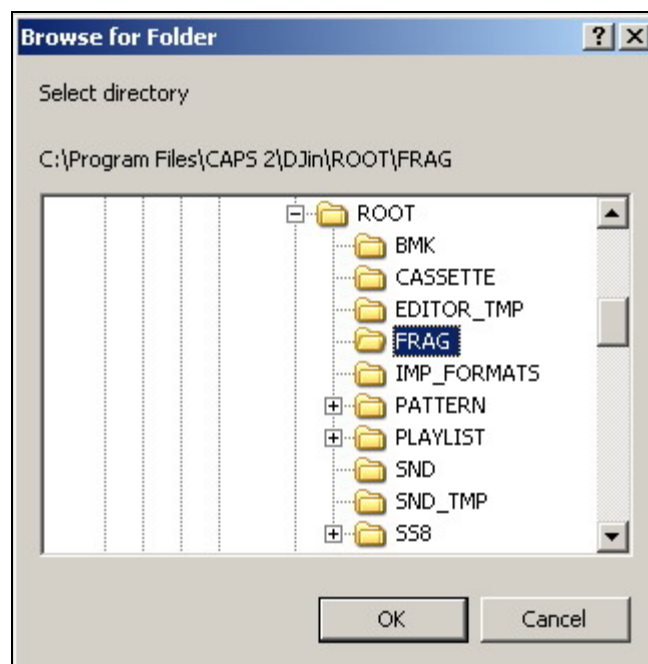 Browse for Folder
Select directory
C:\Program Files\CAPS 2\DJin\ROOT\FRAG
ROOT
BMK
CASSETTE
EDITOR_TMP
FRAG
IMP_FORMATS
PATTERN
PLAYLIST
SND
SND_TMP
SS8
OK Cancel